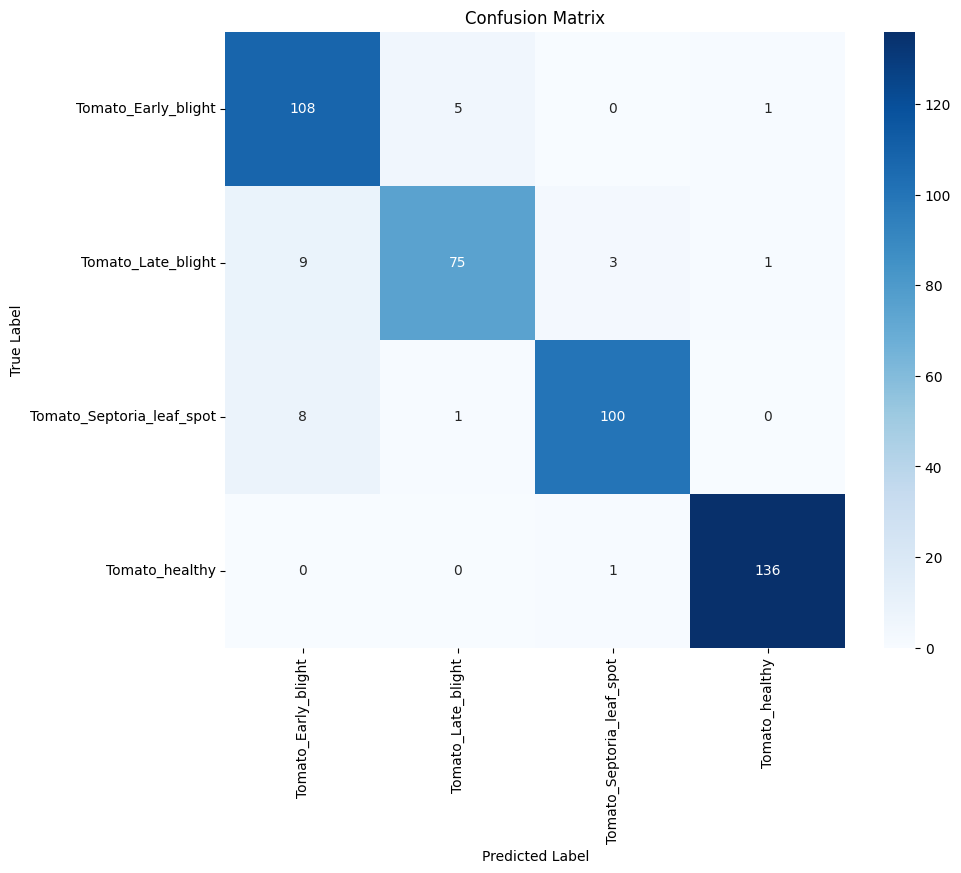 Confusion Matrix
True Label
Tomato_Early_blight 108 5 0 1
Tomato_Late_blight 9 75 3 1
Tomato_Septoria_leaf_spot 8 1 100 0
Tomato_healthy 0 0 1 136
Tomato_Early_blight
Tomato_Late_blight
Tomato_Septoria_leaf_spot
Tomato_healthy
Predicted Label
120
100
80
60
40
20
0